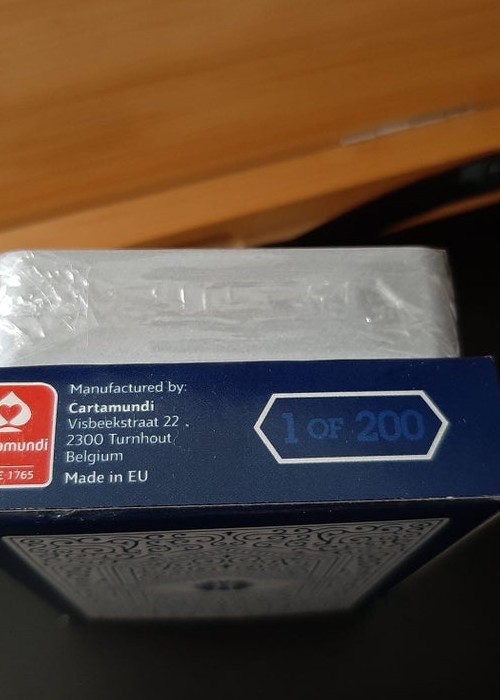 Manufactured by:
Cartamundi
Visbeekstraat 22
2300 Turnhout
Belgium
Made in EU
amundi
E 1765
1 OF 200